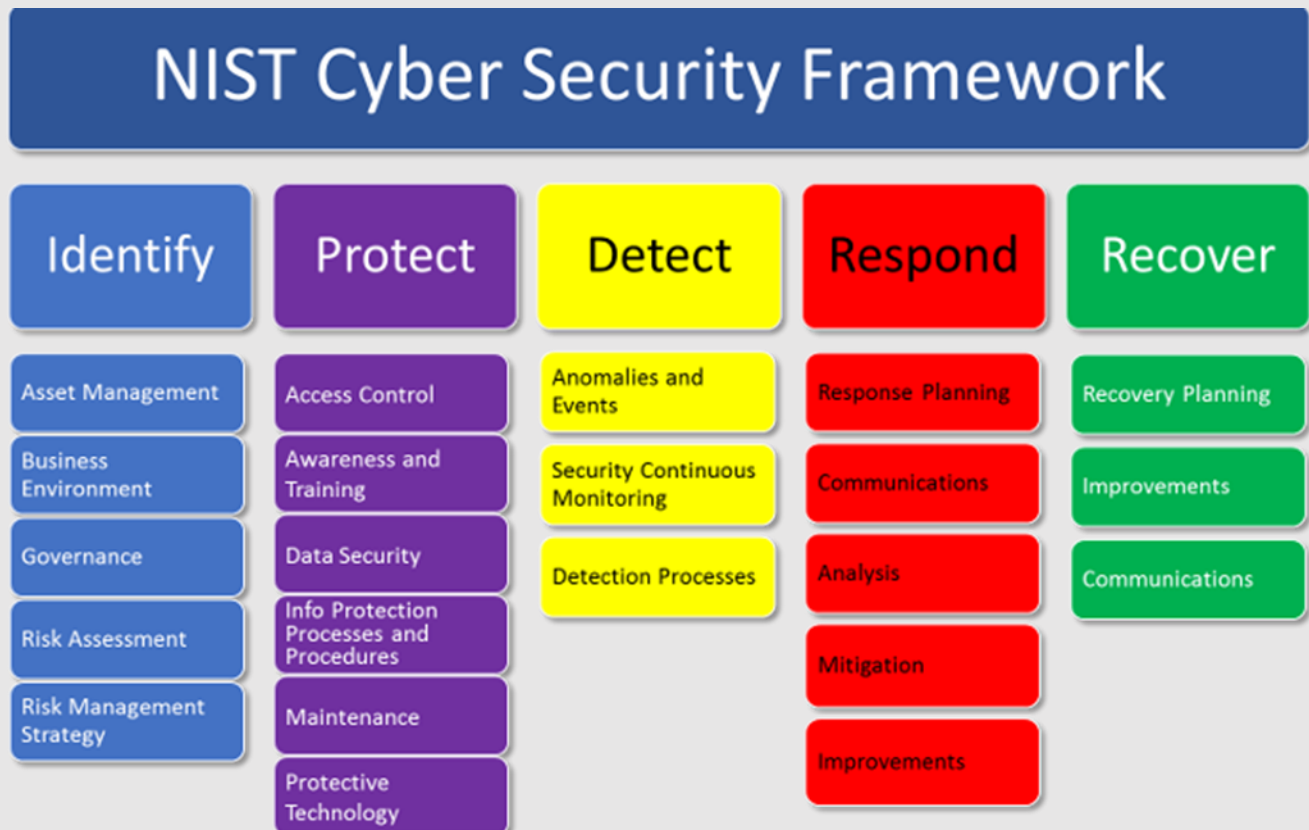 NIST Cyber Security Framework
Identify
Asset Management
Business
Environment
Governance
Risk Assessment
Risk Management
Strategy
Protect
Access Control
Awareness and
Training
Data Security
Info Protection
Processes and
Procedures
Maintenance
Protective
Technology
Detect
Anomalies and
Events
Security Continuous
Monitoring
Detection Processes
Respond
Response Planning
Communications
Analysis
Mitigation
Improvements
Recover
Recovery Planning
Improvements
Communications